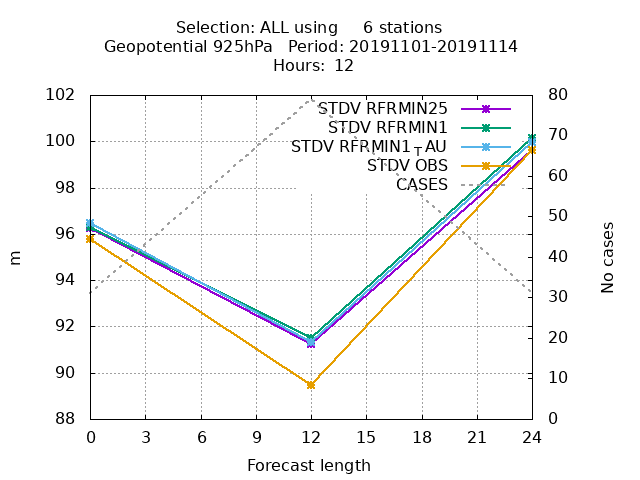 Selection: ALL using     6 stations
Geopotential 925hPa   Period: 20191101-20191114
Hours:  12
STDV RFRMIN25
STDV RFRMIN1
STDV RFRMIN1_TAU
STDV OBS
CASES
102
100
98
96
94
92
90
88
80
70
60
50
40
30
20
10
0
m
No cases
0 3 6 9 12 15 18 21 24
Forecast length